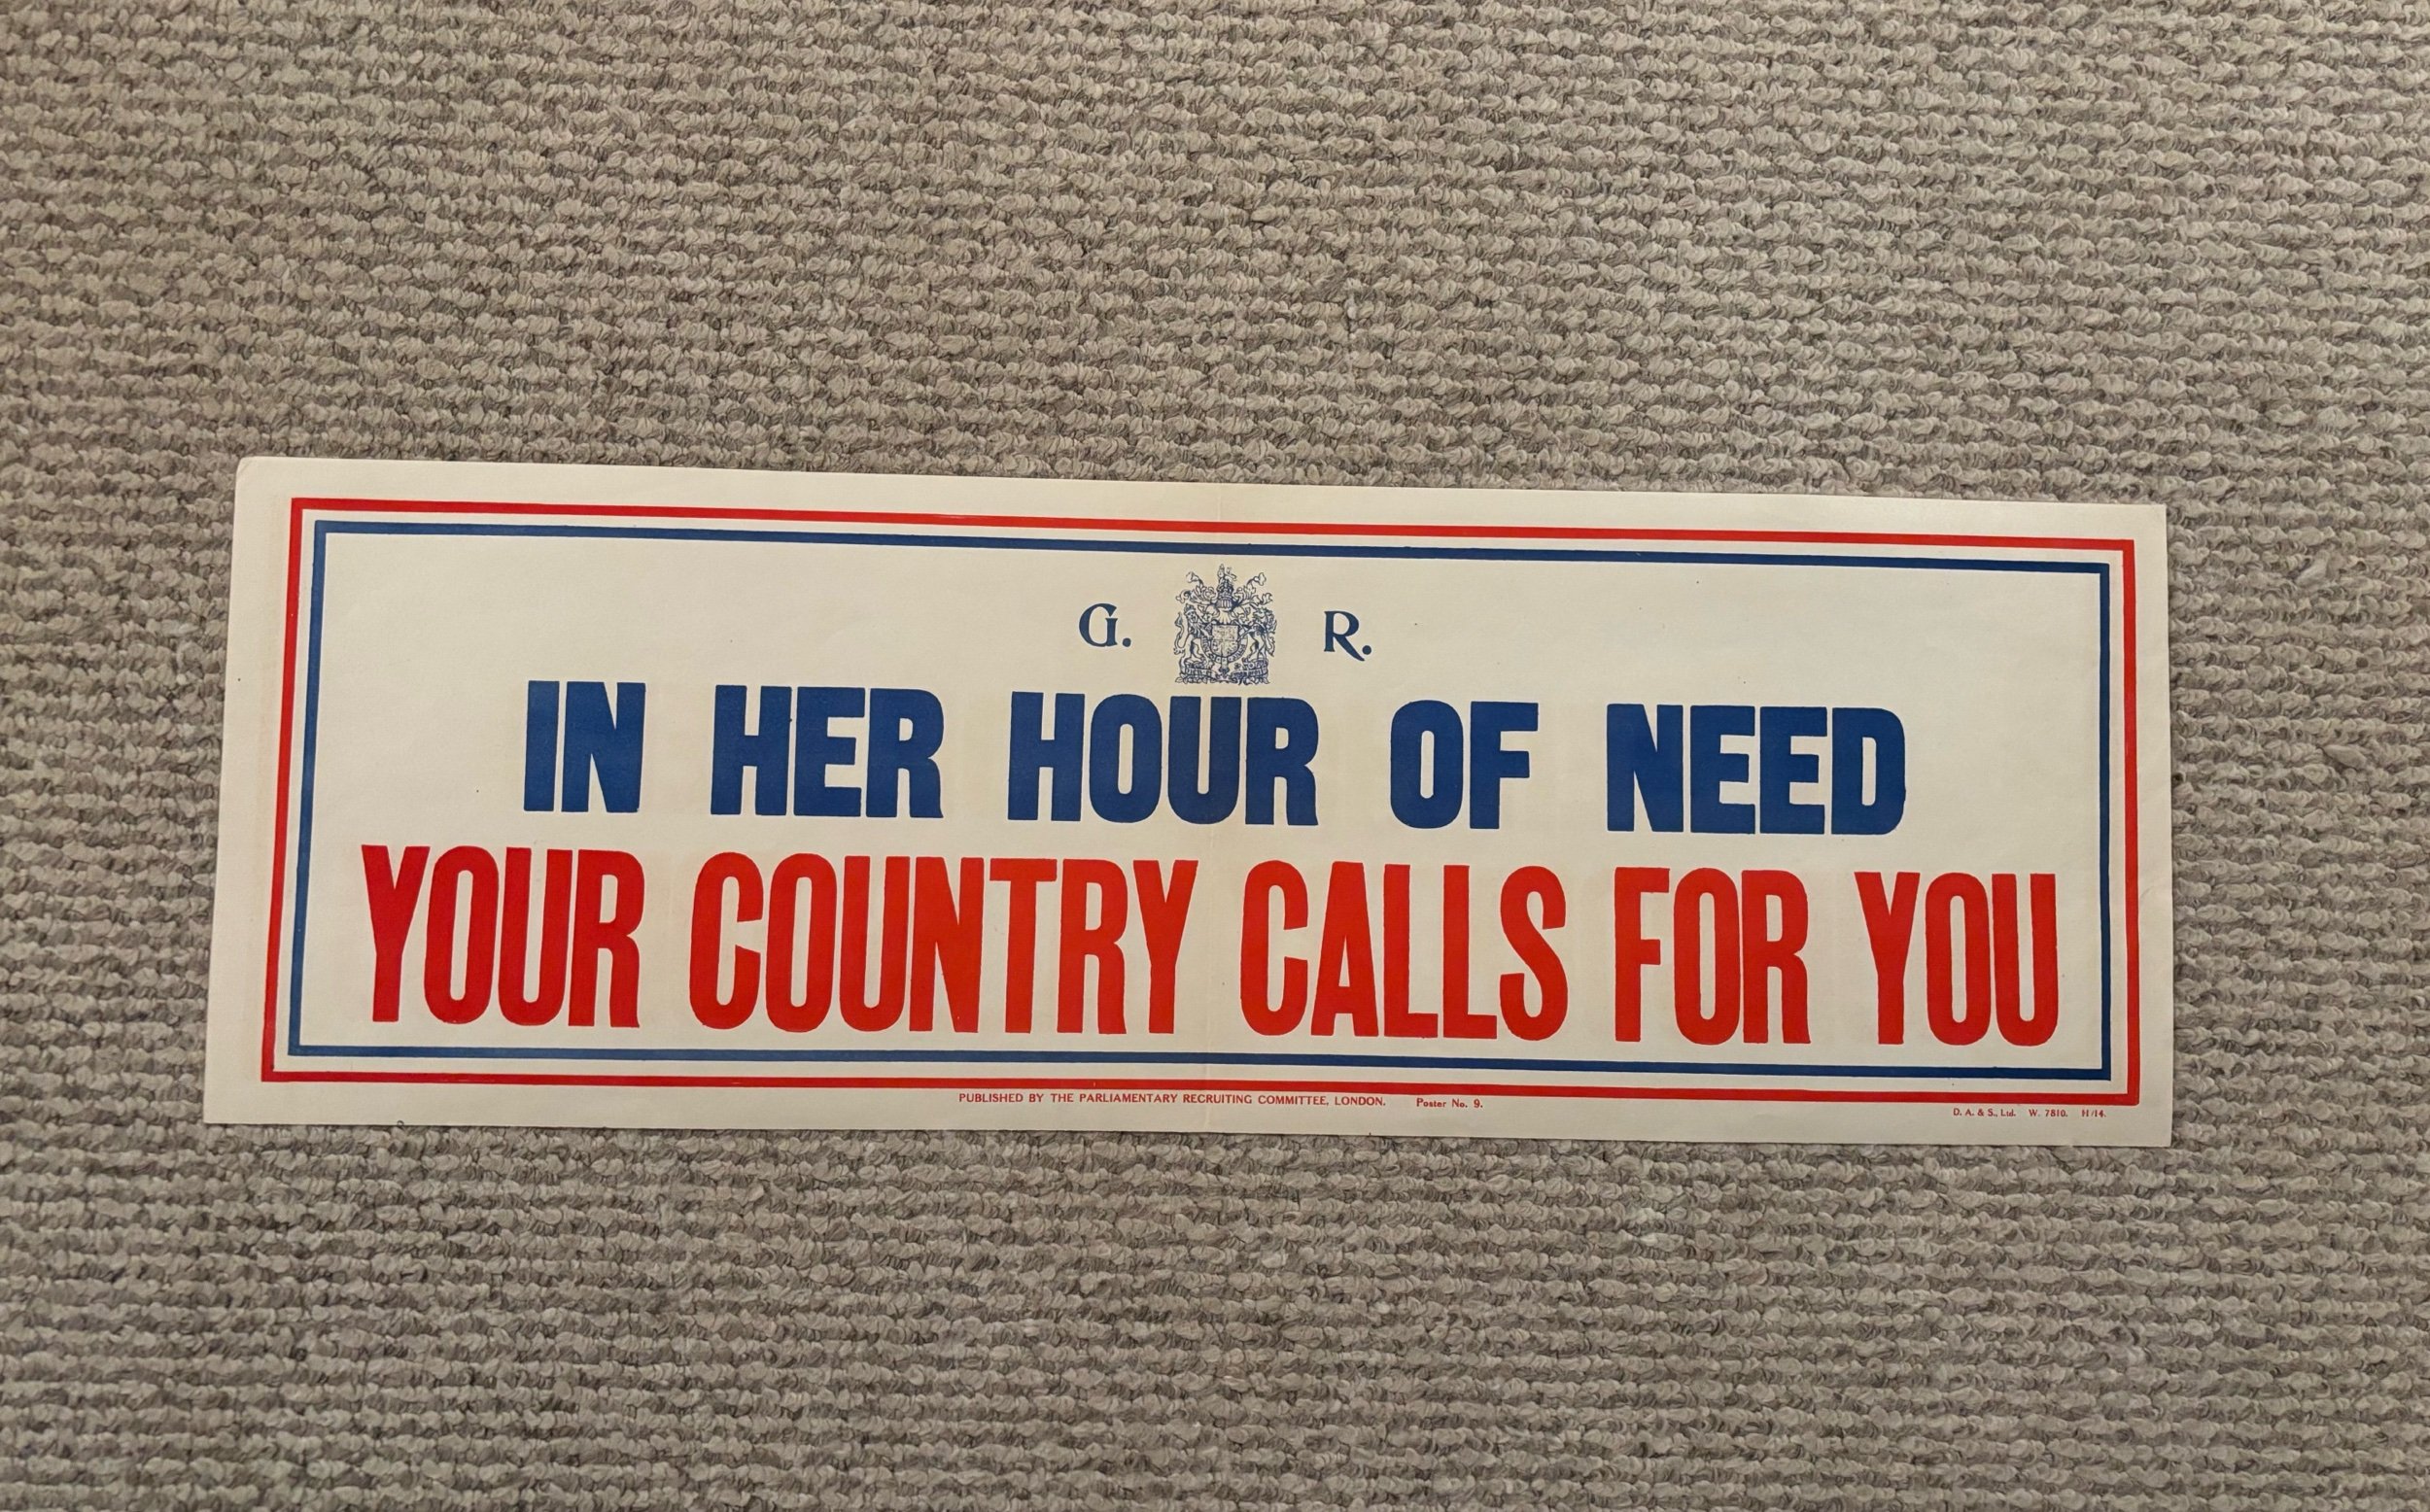 G. R.
IN HER HOUR OF NEED
YOUR COUNTRY CALLS FOR YOU
PUBLISHED BY THE PARLIAMENTARY RECRUITING COMMITTEE, LONDON. Poster No. 9.
D. A. & S., Ltd. W. 7810. 11/14.